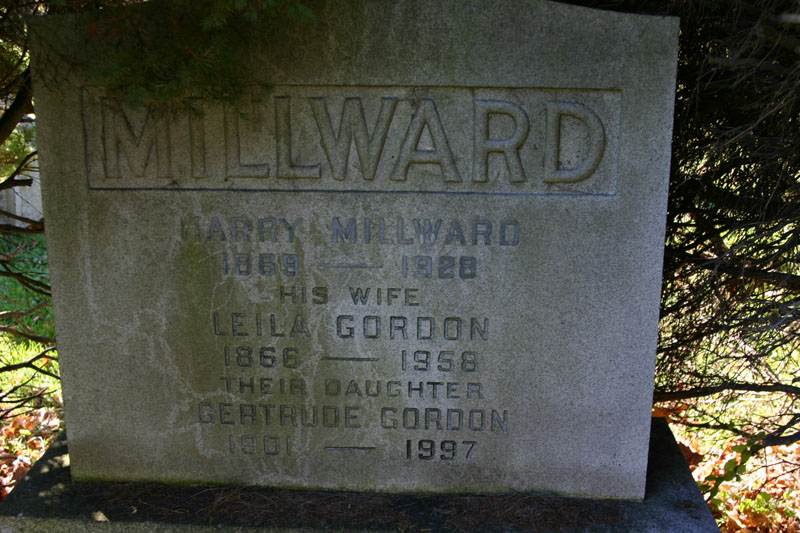 MILLWARD
HARRY MILLWARD
1869 — 1928
HIS WIFE
LEILA GORDON
1866 — 1958
THEIR DAUGHTER
GERTRUDE GORDON
1901 — 1997